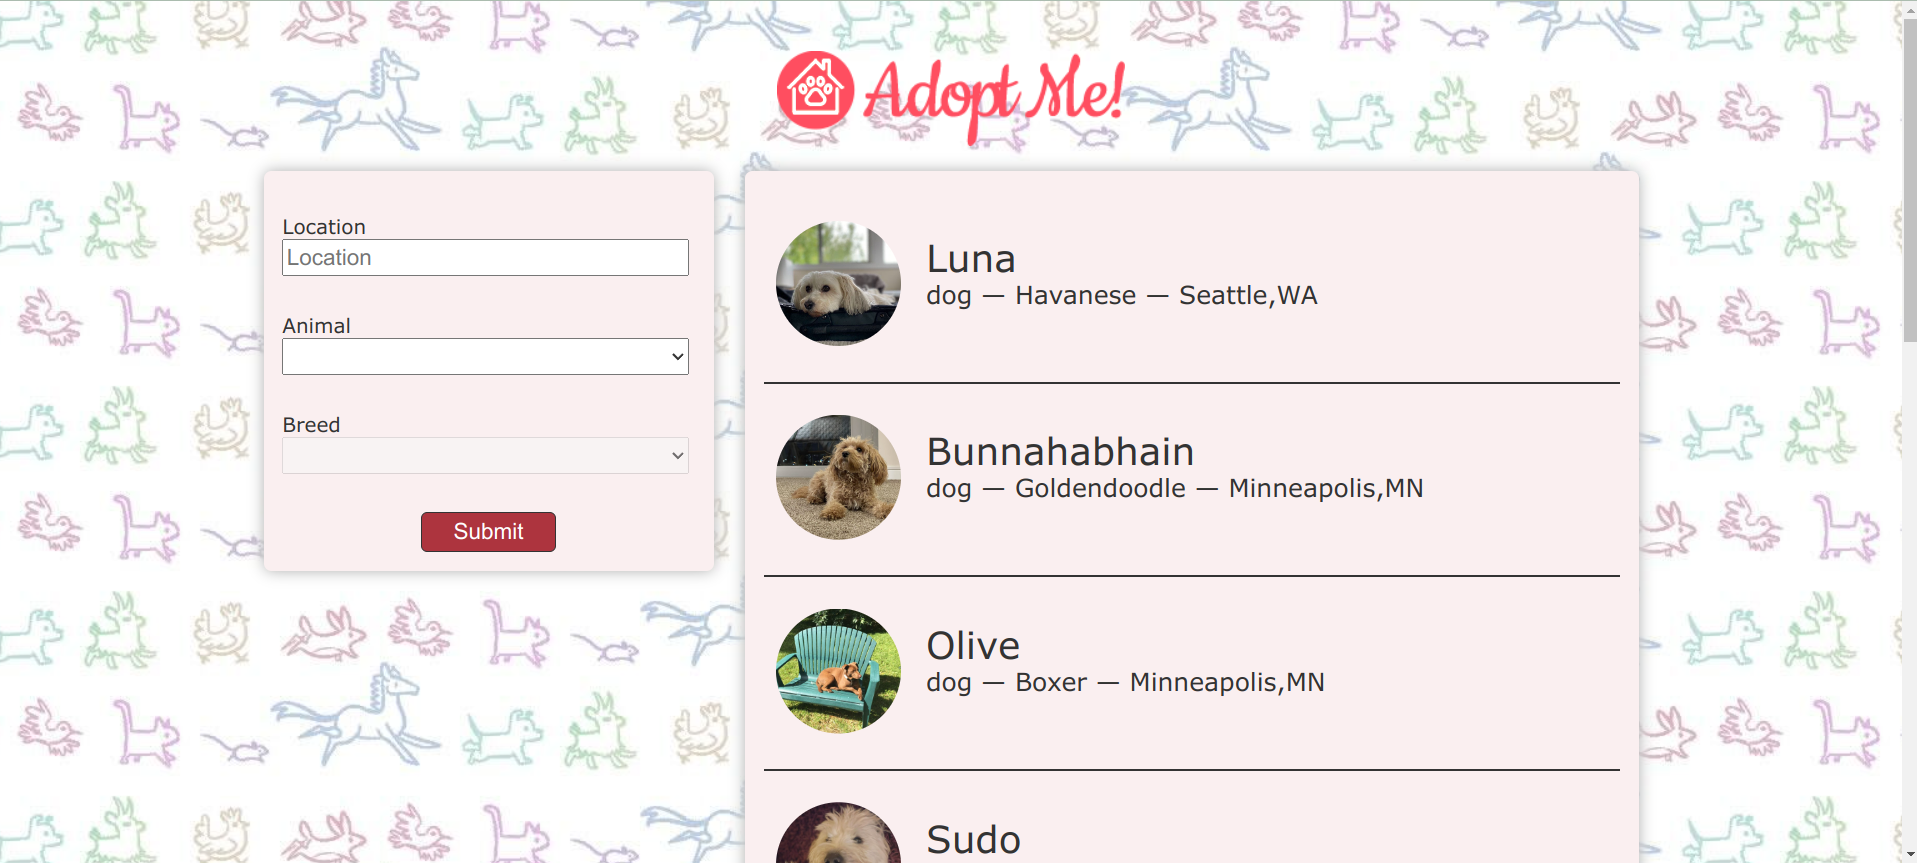 Adopt Me!
Location
Location
Animal
Breed
Submit
Luna
dog — Havanese — Seattle,WA
Bunnahabhain
dog — Goldendoodle — Minneapolis,MN
Olive
dog — Boxer — Minneapolis,MN
Sudo